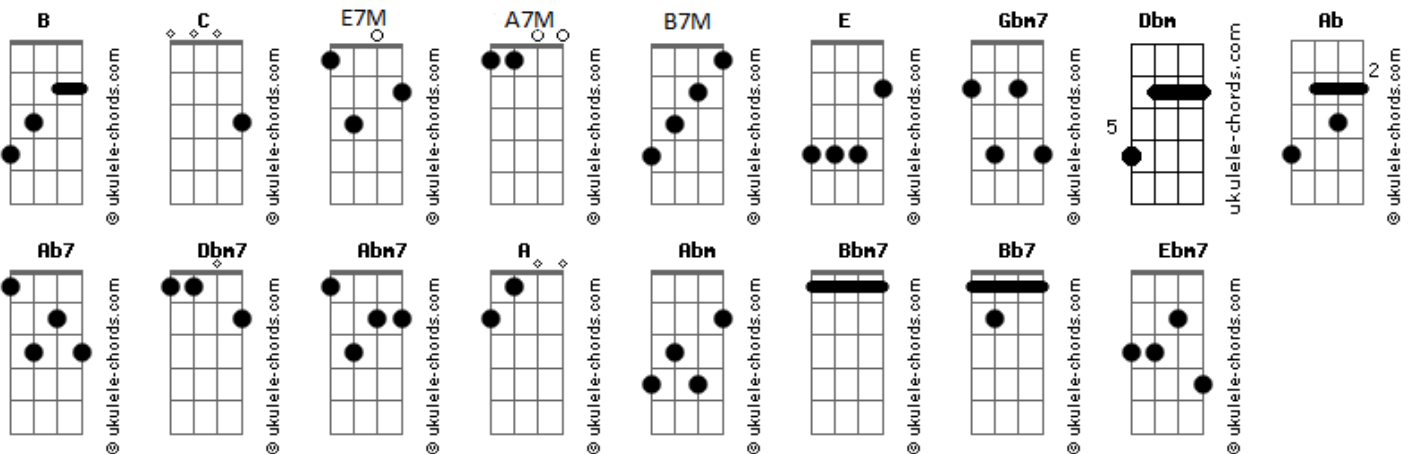 B C E7M A7M B7M E Gbm7 Dbm Ab
5 2
© ukulele-chords.com © ukulele-chords.com © ukulele-chords.com © ukulele-chords.com © ukulele-chords.com © ukulele-chords.com © ukulele-chords.com ukulele-chords.com © ukulele-chords.com
Ab7 Dbm7 Abm7 A Abm Bbm7 Bb7 Ebm7
© ukulele-chords.com © ukulele-chords.com © ukulele-chords.com © ukulele-chords.com © ukulele-chords.com © ukulele-chords.com © ukulele-chords.com © ukulele-chords.com